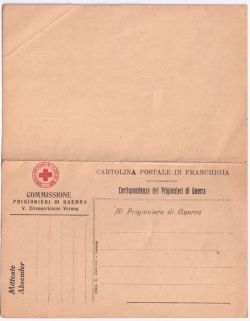 CARTOLINA POSTALE IN FRANCHIGIA
Corrispondenza dei Prigionieri di Guerra
COMMISSIONE
PRIGIONIERI DI GUERRA
V. Circoscrizione Verona
Al Prigioniero di Guerra
Mittente
Absender